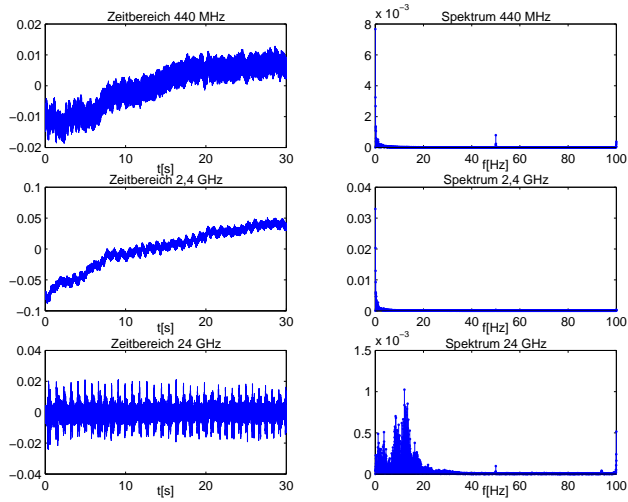 Zeitbereich 440 MHz
0.02
0.01
0
−0.01
−0.02
0 10 20 30
t[s]
x 10^−3 Spektrum 440 MHz
8
6
4
2
0
0 20 40 60 80 100
f[Hz]
Zeitbereich 2,4 GHz
0.1
0.05
0
−0.05
−0.1
0 10 20 30
t[s]
Spektrum 2,4 GHz
0.04
0.03
0.02
0.01
0
0 20 40 60 80 100
f[Hz]
Zeitbereich 24 GHz
0.04
0.02
0
−0.02
−0.04
0 10 20 30
t[s]
x 10^−3 Spektrum 24 GHz
1.5
1
0.5
0
0 20 40 60 80 100
f[Hz]